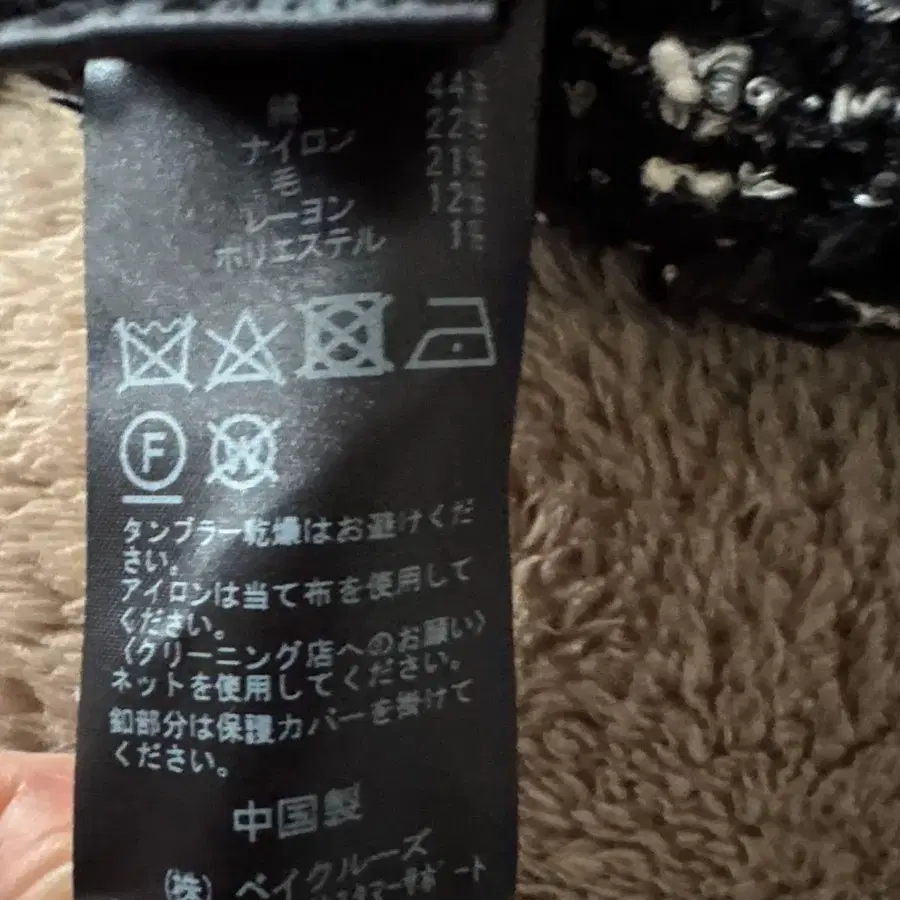 綿 44%
ナイロン 22%
毛 21%
レーヨン 12%
ポリエステル 1%
F
W
タンブラー乾燥はお避けくだ
さい。
アイロンは当て布を使用して
ください。
〈クリーニング店へのお願い〉
ネットを使用してください。
釦部分は保護カバーを掛けて
ください。
中国製
(株) ベイクルーズ